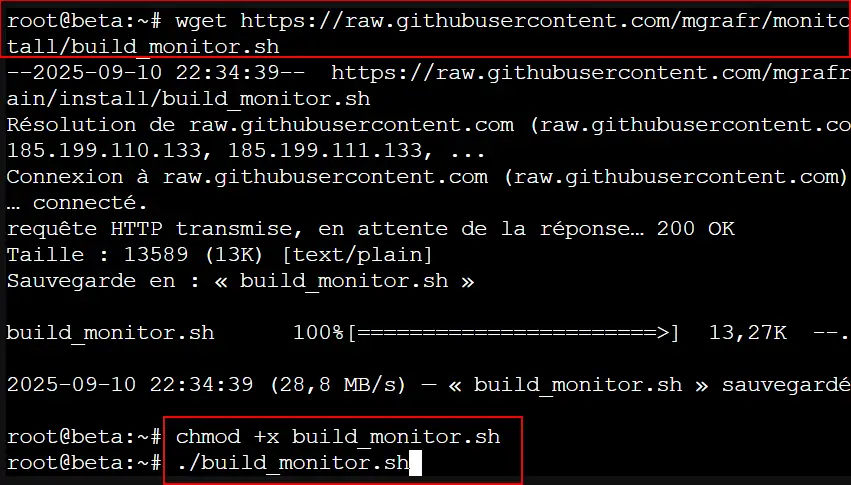 root@beta:~# wget https://raw.githubusercontent.com/mgrafr/monito
tall/build_monitor.sh
--2025-09-10 22:34:39--  https://raw.githubusercontent.com/mgrafr
ain/install/build_monitor.sh
Résolution de raw.githubusercontent.com (raw.githubusercontent.co
185.199.110.133, 185.199.111.133, ...
Connexion à raw.githubusercontent.com (raw.githubusercontent.com)
… connecté.
requête HTTP transmise, en attente de la réponse… 200 OK
Taille : 13589 (13K) [text/plain]
Sauvegarde en : « build_monitor.sh »
build_monitor.sh      100%[=======================>]  13,27K  --.
2025-09-10 22:34:39 (28,8 MB/s) — « build_monitor.sh » sauvegardé
root@beta:~# chmod +x build_monitor.sh
root@beta:~# ./build_monitor.sh